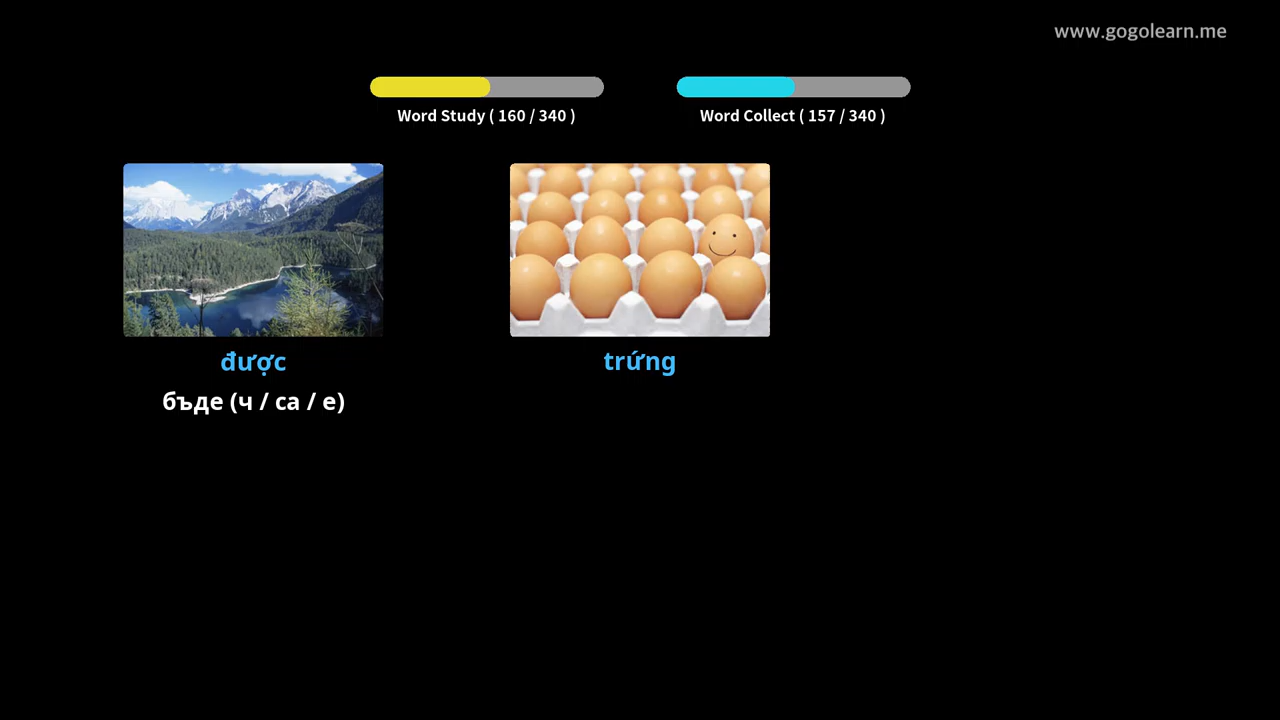 www.gogolearn.me
Word Study ( 160 / 340 )
Word Collect ( 157 / 340 )
được
trứng
бъде (ч / са / е)